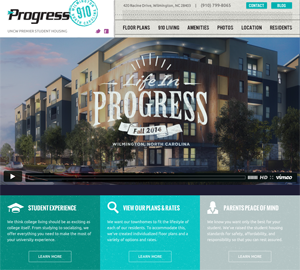 Progress
910
UNCW PREMIER STUDENT HOUSING
Wilmington, NC 28403 | (910) 799-8265
CONTACT
BLOG
FLOOR PLANS
910 LIVING
AMENITIES
PHOTOS
LOCATION
RESIDENTS
Life In
PROGRESS
Fall 2014
WILMINGTON, NORTH CAROLINA
HD
vimeo
STUDENT EXPERIENCE
We think college living should be as exciting as
college itself. From studying to socializing, we
offer everything you need to make the most of
your university experience.
LEARN MORE
VIEW OUR PLANS & RATES
We want our townhomes to fit the lifestyle of
each of our residents. To accommodate this,
we've created individualized floor plans and a
variety of options and rates.
LEARN MORE
PARENTS PEACE OF MIND
We know you want only the best for your
student. We've raised the student housing
standards for safety, affordability, and
responsibility so that you can rest assured.
LEARN MORE